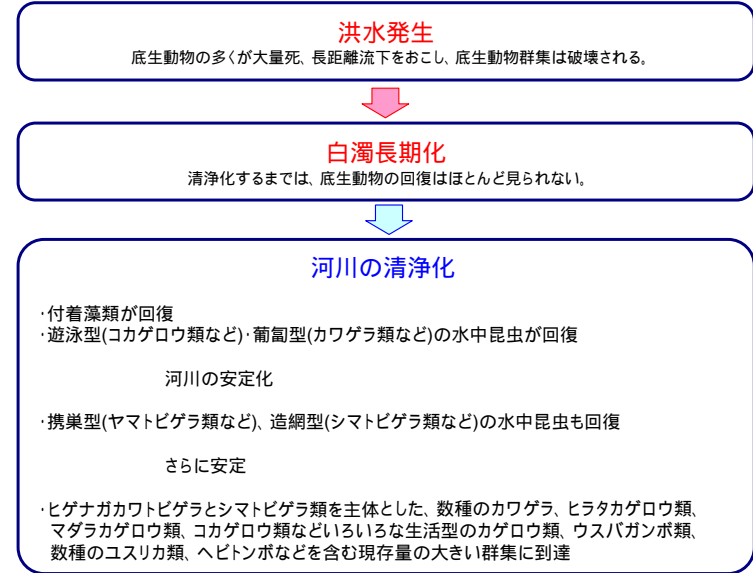 洪水発生
底生動物の多くが大量死、長距離流下をおこし、底生動物群集は破壊される。
白濁長期化
清浄化するまでは、底生動物の回復はほとんど見られない。
河川の清浄化
・付着藻類が回復
・遊泳型(コカゲロウ類など)・葡匐型(カワゲラ類など)の水中昆虫が回復
河川の安定化
・携巣型(ヤマトビゲラ類など)、造網型(シマトビゲラ類など)の水中昆虫も回復
さらに安定
・ヒゲナガカワトビゲラとシマトビゲラ類を主体とした、数種のカワゲラ、ヒラタカゲロウ類、
マダラカゲロウ類、コカゲロウ類などいろいろな生活型のカゲロウ類、ウスバガンボ類、
数種のユスリカ類、ヘビトンボなどを含む現存量の大きい群集に到達